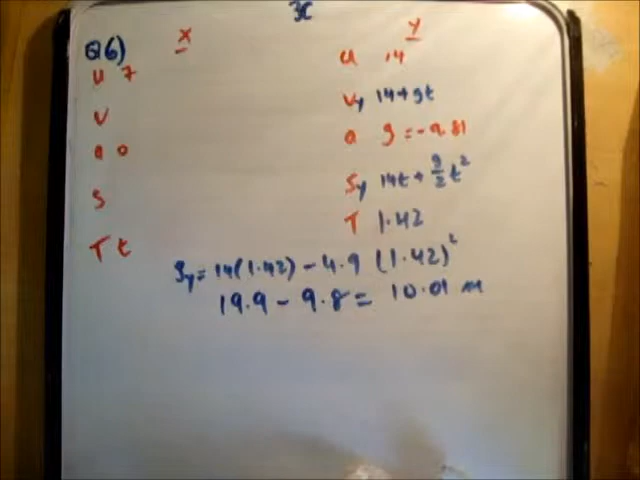 3C
Q6) X Y
U 7 U 14
V Vy 14+gt
a 0 a g = -9.81
S Sy 14t + g/2 t²
T t T 1.42
Sy = 14(1.42) - 4.9 (1.42)²
19.9 - 9.8 = 10.01 m